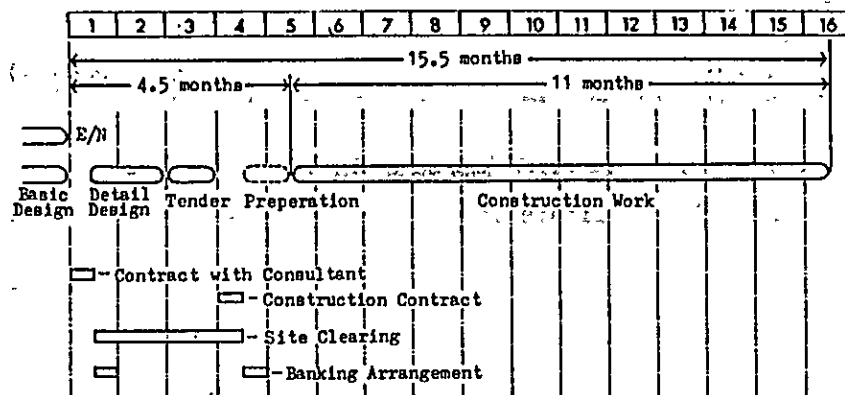 1 2 3 4 5 6 7 8 9 10 11 12 13 14 15 16
15.5 months
4.5 months 11 months
E/N
Basic Design
Detail Design
Tender
Preperation
Construction Work
Contract with Consultant
Construction Contract
Site Clearing
Banking Arrangement